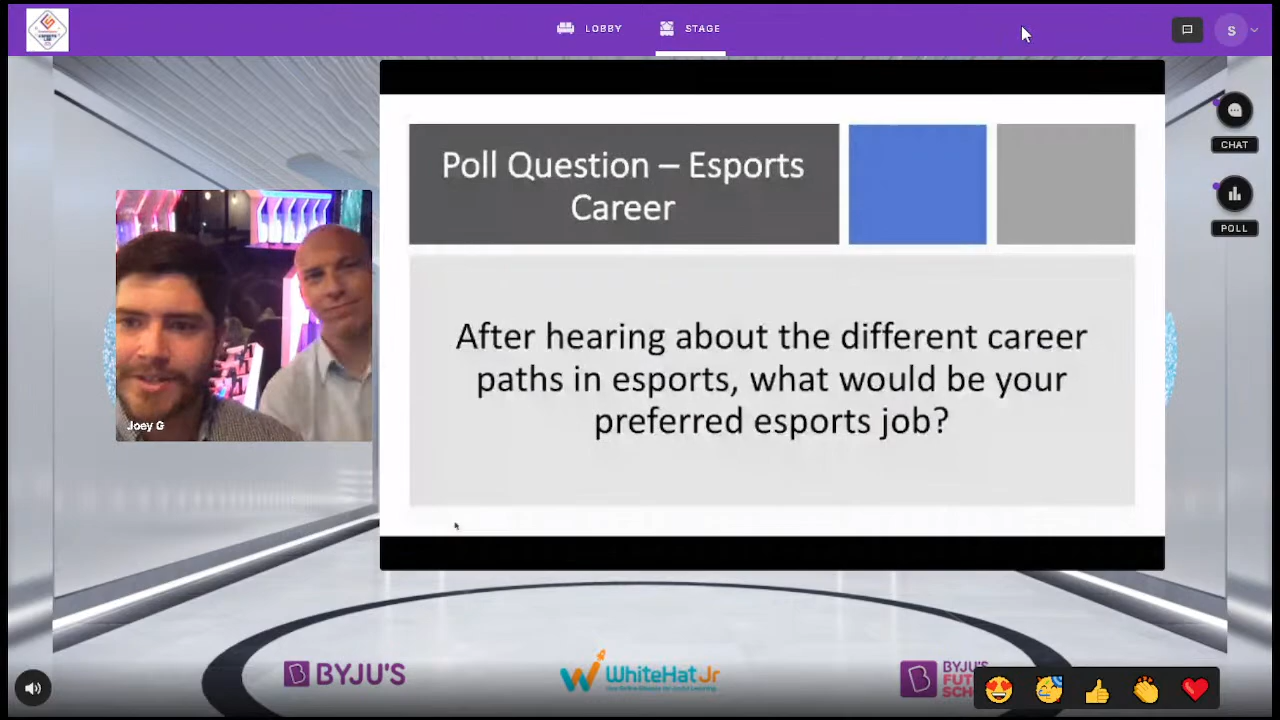 LOBBY
STAGE
S
CHAT
POLL
Poll Question – Esports
Career
After hearing about the different career
paths in esports, what would be your
preferred esports job?
Joey G
BYJU'S
WhiteHat Jr
BYJU'S